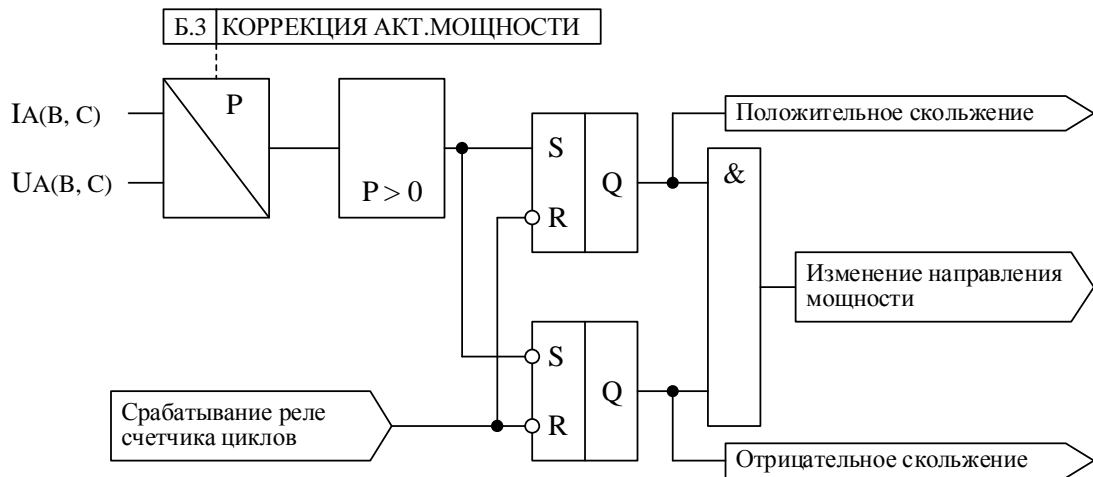 Б.3 КОРРЕКЦИЯ АКТ.МОЩНОСТИ
IA(B, C)
UA(B, C)
P
P > 0
S
R
Q
S
R
Q
&
Положительное скольжение
Изменение направления
мощности
Срабатывание реле
счетчика циклов
Отрицательное скольжение